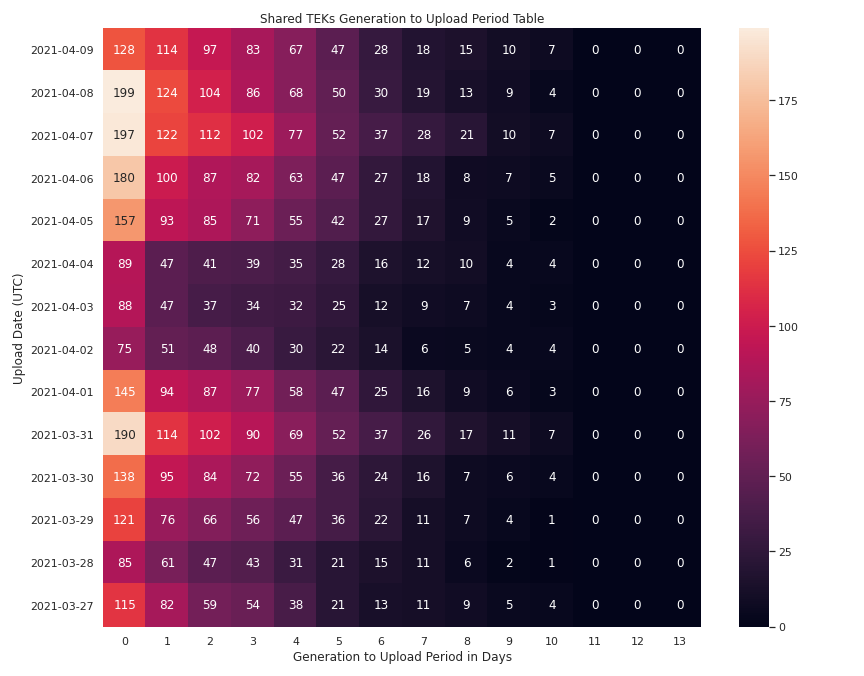 Shared TEKs Generation to Upload Period Table
2021-04-09 128 114 97 83 67 47 28 18 15 10 7 0 0 0
2021-04-08 199 124 104 86 68 50 30 19 13 9 4 0 0 0
2021-04-07 197 122 112 102 77 52 37 28 21 10 7 0 0 0
2021-04-06 180 100 87 82 63 47 27 18 8 7 5 0 0 0
2021-04-05 157 93 85 71 55 42 27 17 9 5 2 0 0 0
2021-04-04 89 47 41 39 35 28 16 12 10 4 4 0 0 0
2021-04-03 88 47 37 34 32 25 12 9 7 4 3 0 0 0
2021-04-02 75 51 48 40 30 22 14 6 5 4 4 0 0 0
2021-04-01 145 94 87 77 58 47 25 16 9 6 3 0 0 0
2021-03-31 190 114 102 90 69 52 37 26 17 11 7 0 0 0
2021-03-30 138 95 84 72 55 36 24 16 7 6 4 0 0 0
2021-03-29 121 76 66 56 47 36 22 11 7 4 1 0 0 0
2021-03-28 85 61 47 43 31 21 15 11 6 2 1 0 0 0
2021-03-27 115 82 59 54 38 21 13 11 9 5 4 0 0 0
0 1 2 3 4 5 6 7 8 9 10 11 12 13
Generation to Upload Period in Days
Upload Date (UTC)
175
150
125
100
75
50
25
0